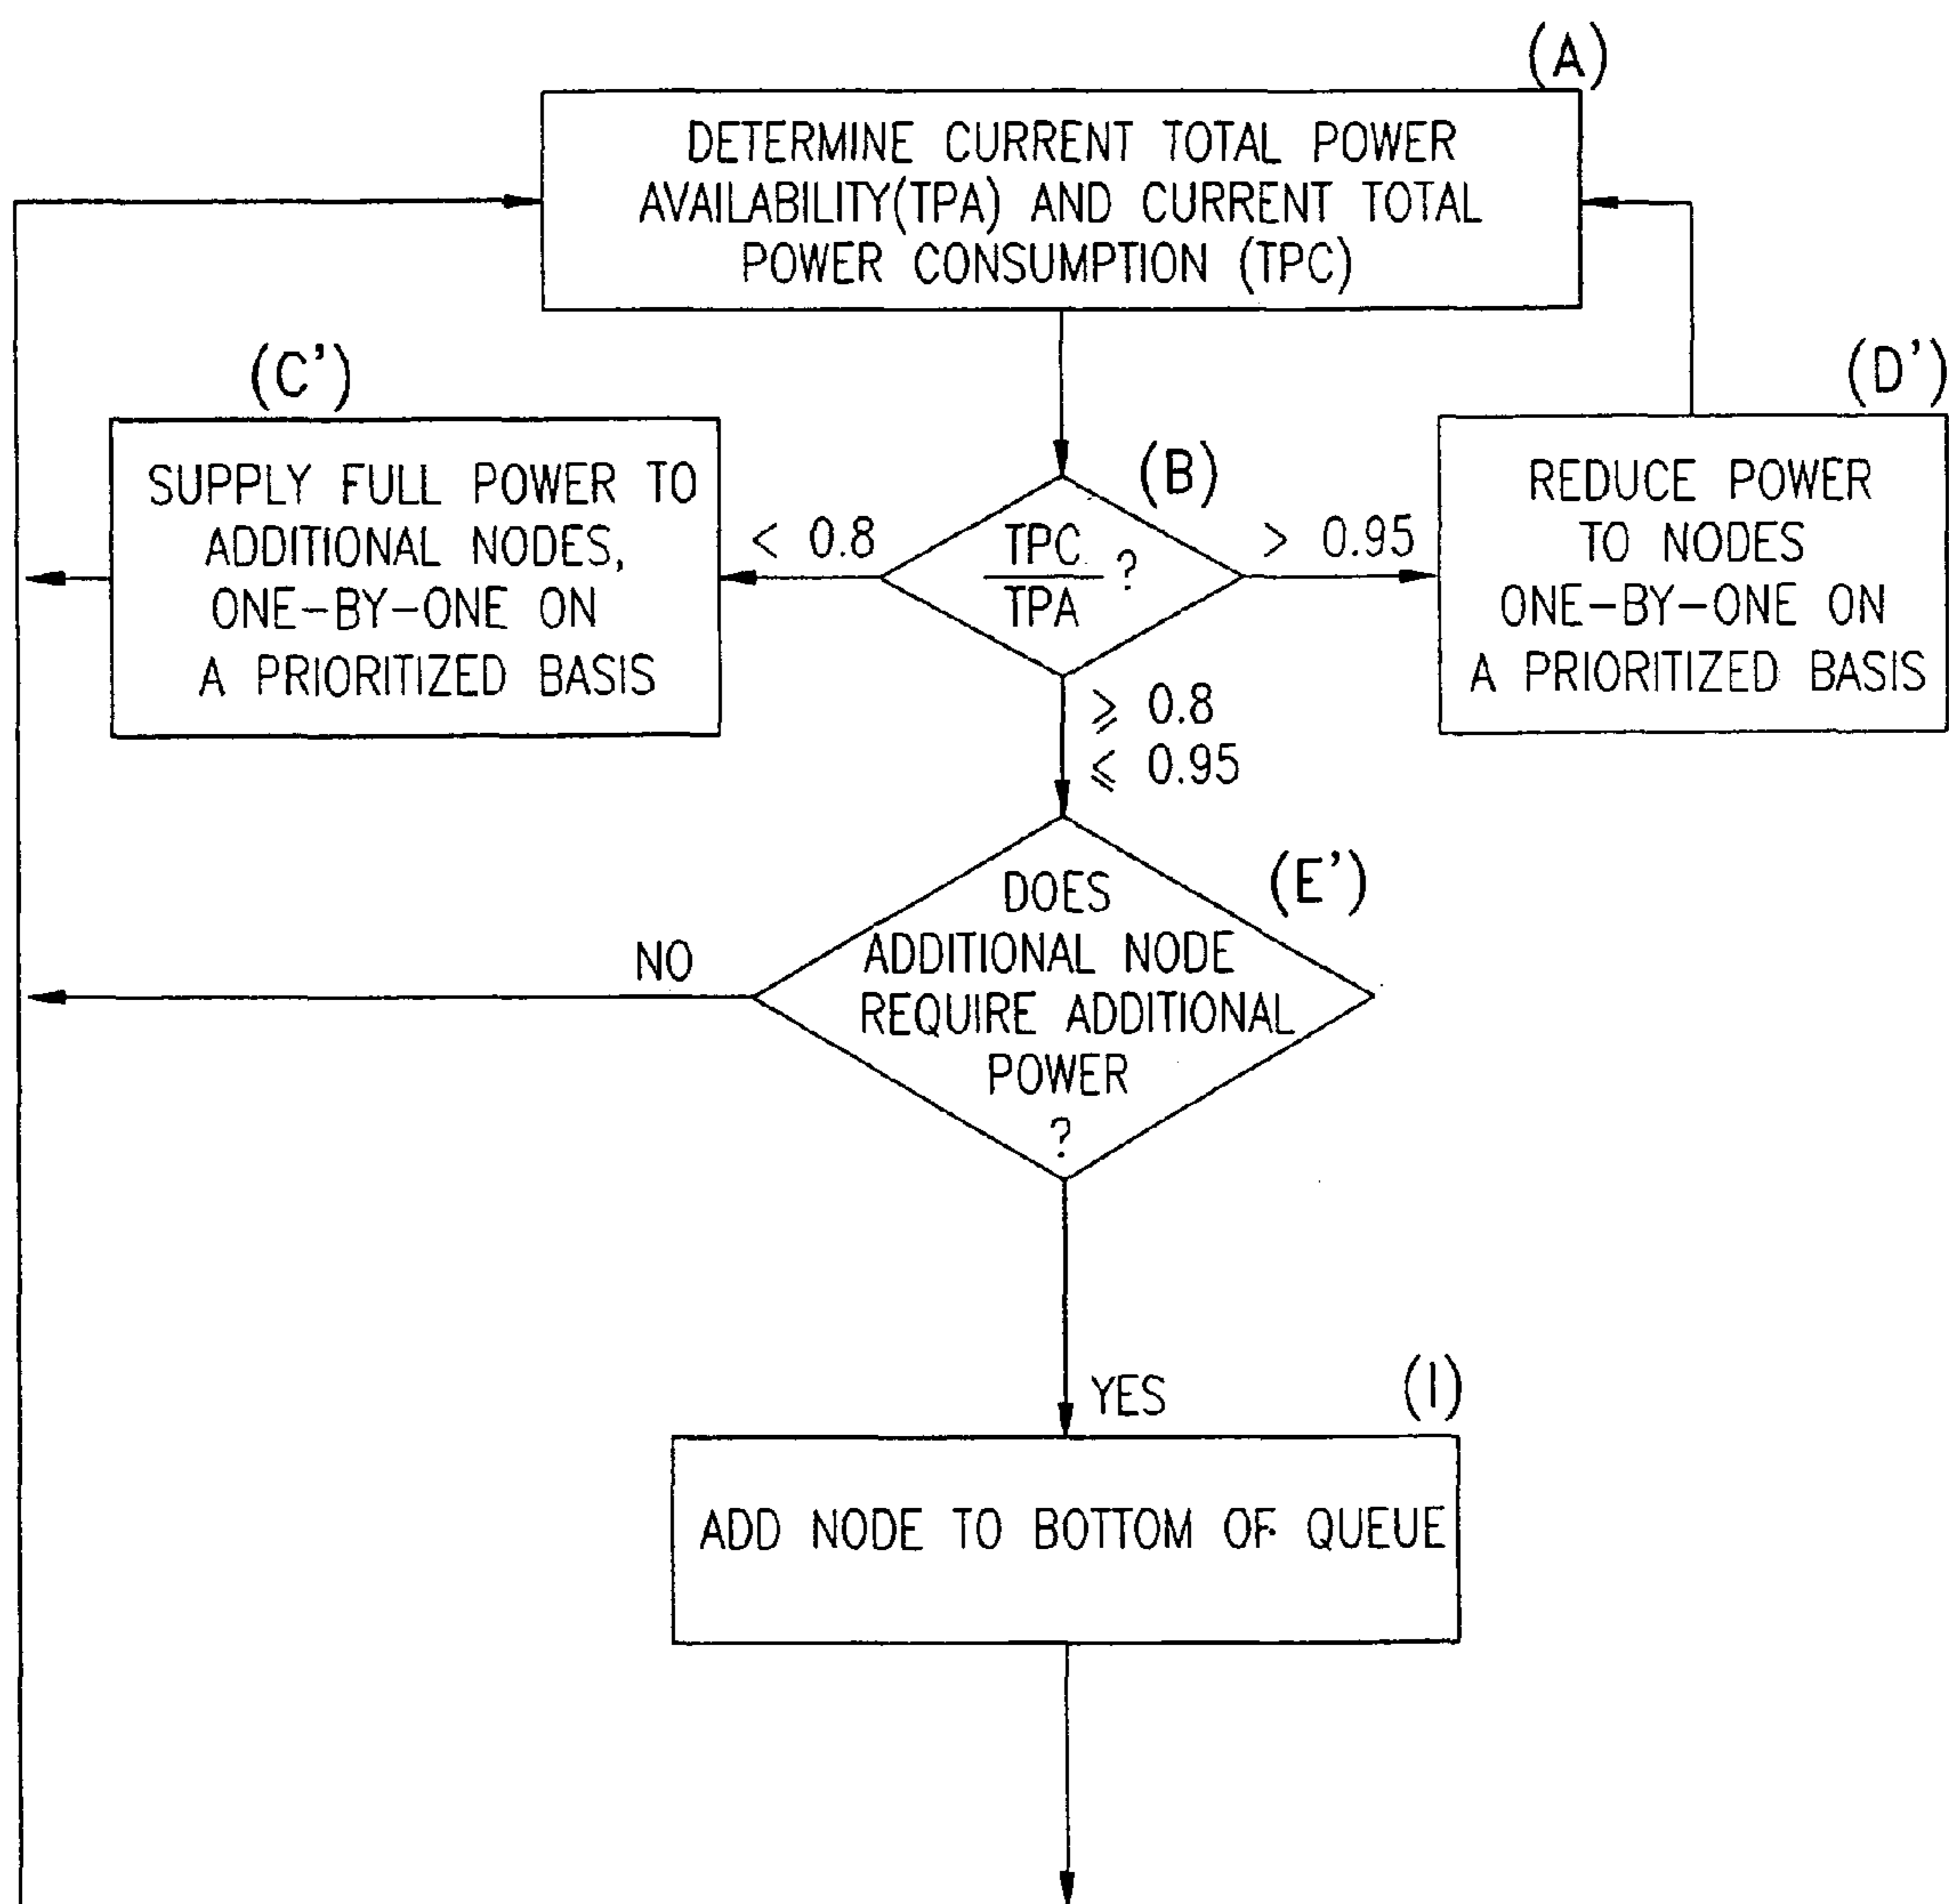 (A)
DETERMINE CURRENT TOTAL POWER
AVAILABILITY(TPA) AND CURRENT TOTAL
POWER CONSUMPTION (TPC)
(C')
SUPPLY FULL POWER TO
ADDITIONAL NODES,
ONE-BY-ONE ON
A PRIORITIZED BASIS
< 0.8
(B)
TPC
TPA
?
> 0.95
(D')
REDUCE POWER
TO NODES
ONE-BY-ONE ON
A PRIORITIZED BASIS
⩾ 0.8
⩽ 0.95
(E')
DOES
ADDITIONAL NODE
REQUIRE ADDITIONAL
POWER
?
NO
YES
(I)
ADD NODE TO BOTTOM OF QUEUE